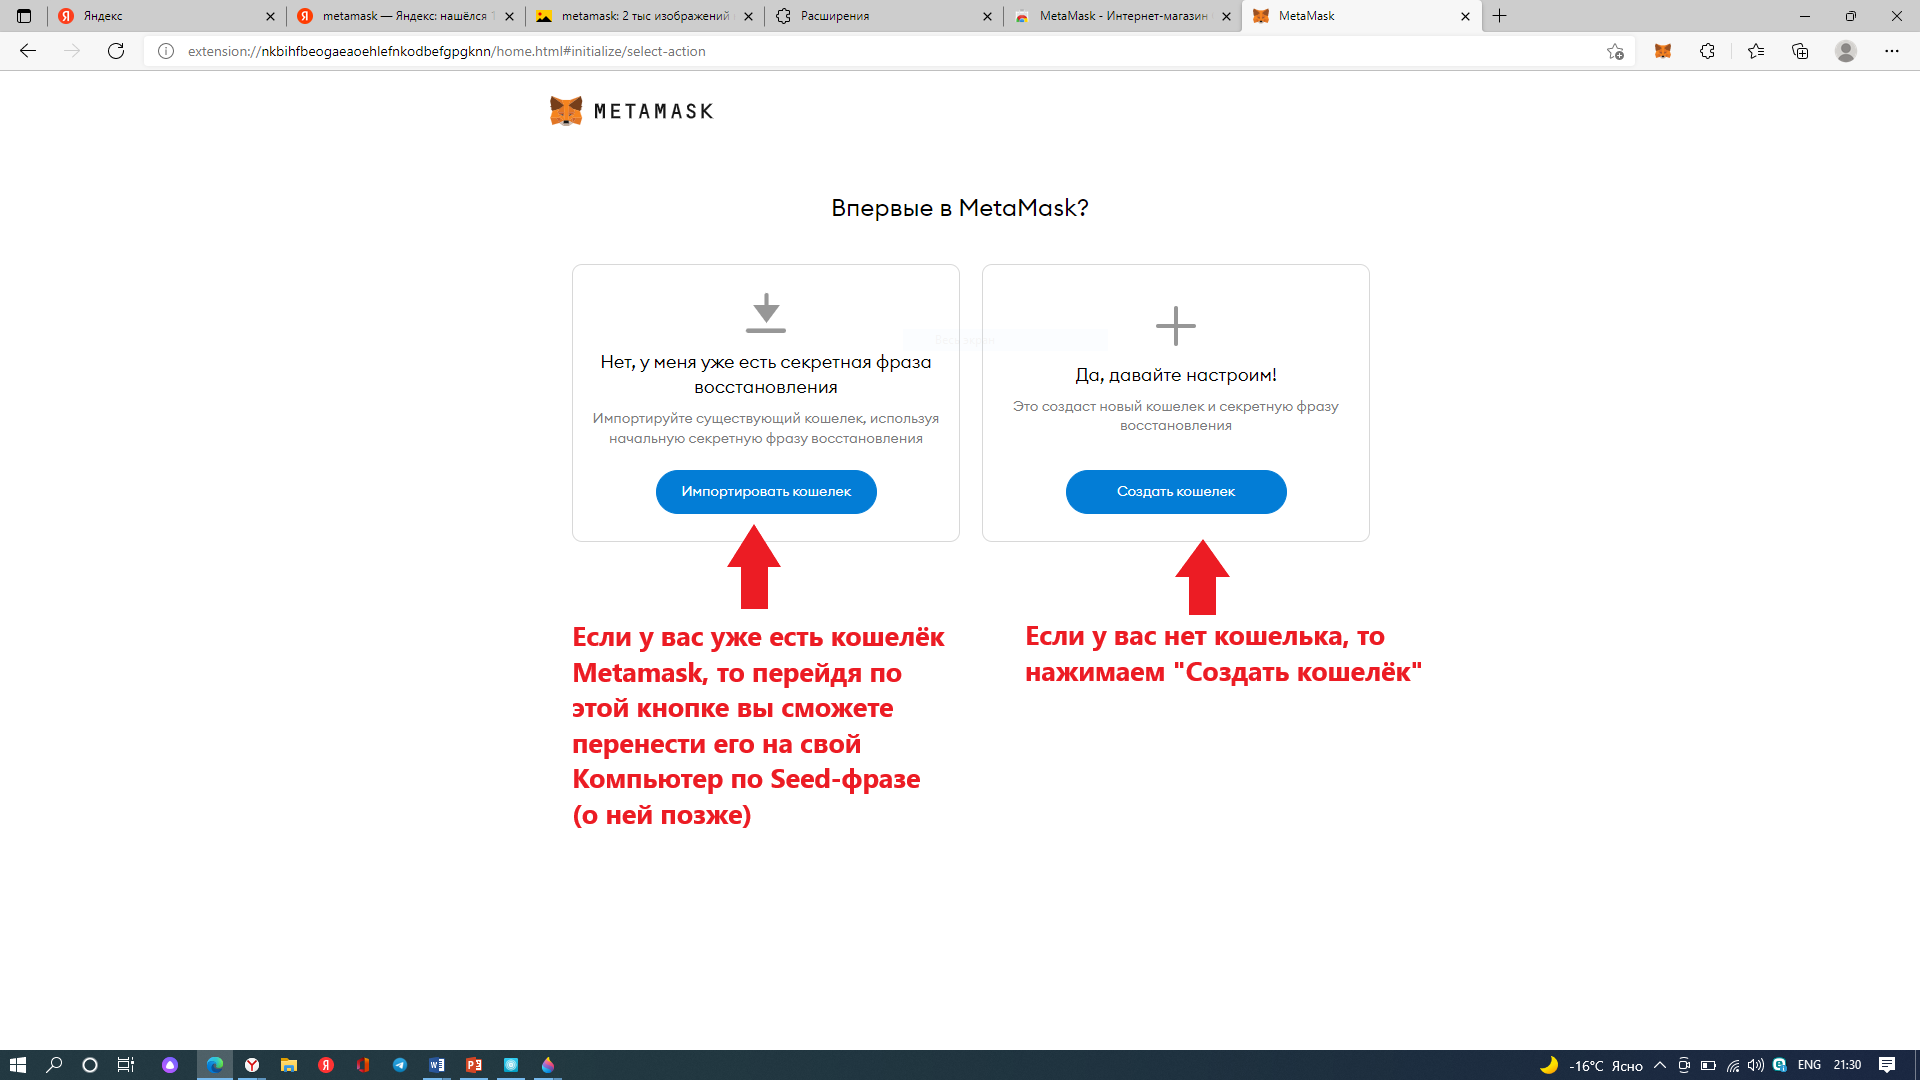 Яндекс
metamask — Яндекс: нашёлся 1
metamask: 2 тыс изображений
Расширения
MetaMask - Интернет-магазин
MetaMask
extension://nkbihfbeogaeaoehlefnkodbefgpgknn/home.html#initialize/select-action
METAMASK
Впервые в MetaMask?
Нет, у меня уже есть секретная фраза
восстановления
Импортируйте существующий кошелек, используя
начальную секретную фразу восстановления
Импортировать кошелек
Да, давайте настроим!
Это создаст новый кошелек и секретную фразу
восстановления
Создать кошелек
Если у вас уже есть кошелёк
Metamask, то перейдя по
этой кнопке вы сможете
перенести его на свой
Компьютер по Seed-фразе
(о ней позже)
Если у вас нет кошелька, то
нажимаем "Создать кошелёк"
-16°C Ясно
ENG
21:30